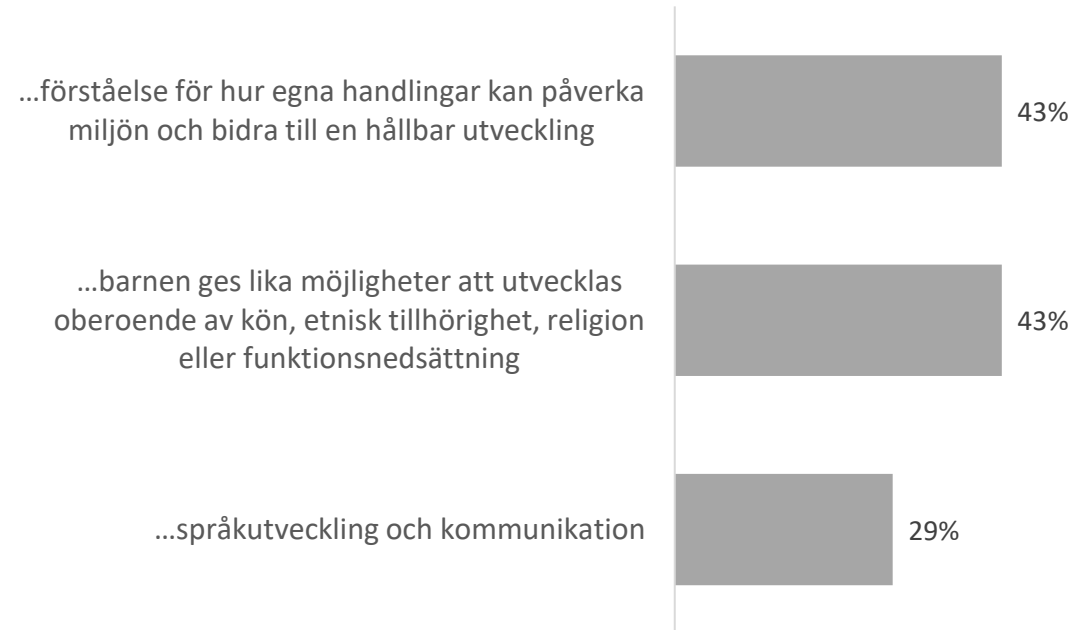 …förståelse för hur egna handlingar kan påverka
miljön och bidra till en hållbar utveckling
43%
…barnen ges lika möjligheter att utvecklas
oberoende av kön, etnisk tillhörighet, religion
eller funktionsnedsättning
43%
…språkutveckling och kommunikation
29%